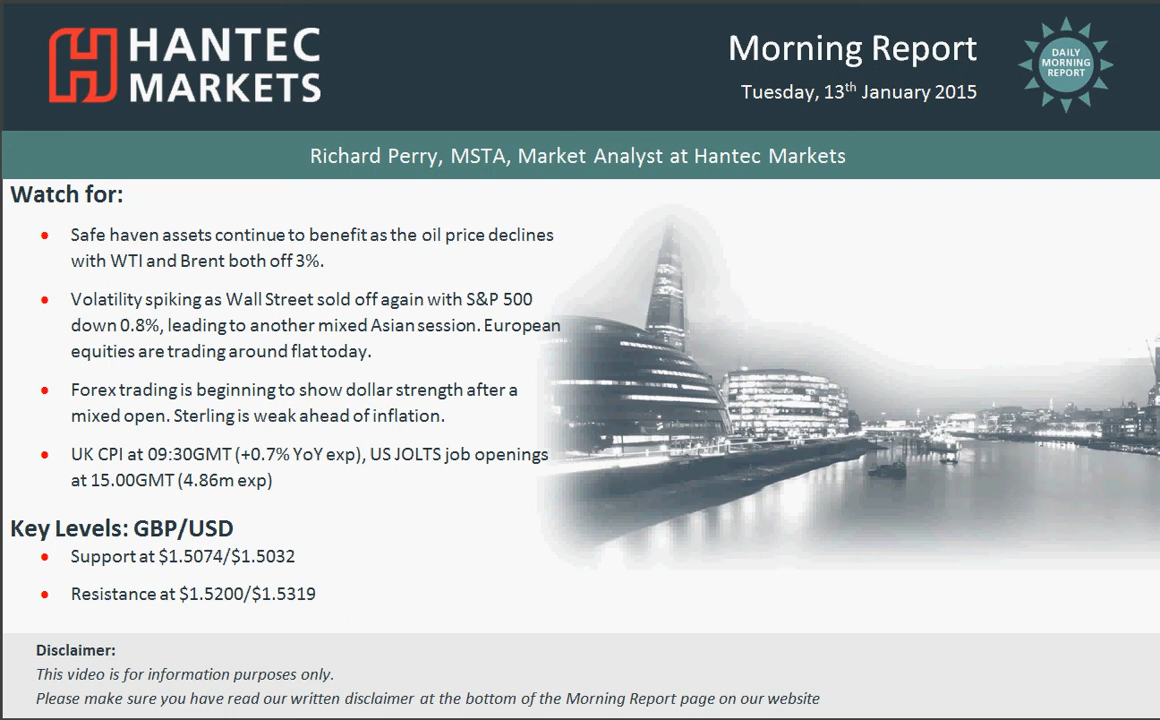 HANTEC
MARKETS
Morning Report
Tuesday, 13th January 2015
DAILY
MORNING
REPORT
Richard Perry, MSTA, Market Analyst at Hantec Markets
Watch for:
• Safe haven assets continue to benefit as the oil price declines
with WTI and Brent both off 3%.
• Volatility spiking as Wall Street sold off again with S&P 500
down 0.8%, leading to another mixed Asian session. European
equities are trading around flat today.
• Forex trading is beginning to show dollar strength after a
mixed open. Sterling is weak ahead of inflation.
• UK CPI at 09:30GMT (+0.7% YoY exp), US JOLTS job openings
at 15.00GMT (4.86m exp)
Key Levels: GBP/USD
• Support at $1.5074/$1.5032
• Resistance at $1.5200/$1.5319
Disclaimer:
This video is for information purposes only.
Please make sure you have read our written disclaimer at the bottom of the Morning Report page on our website